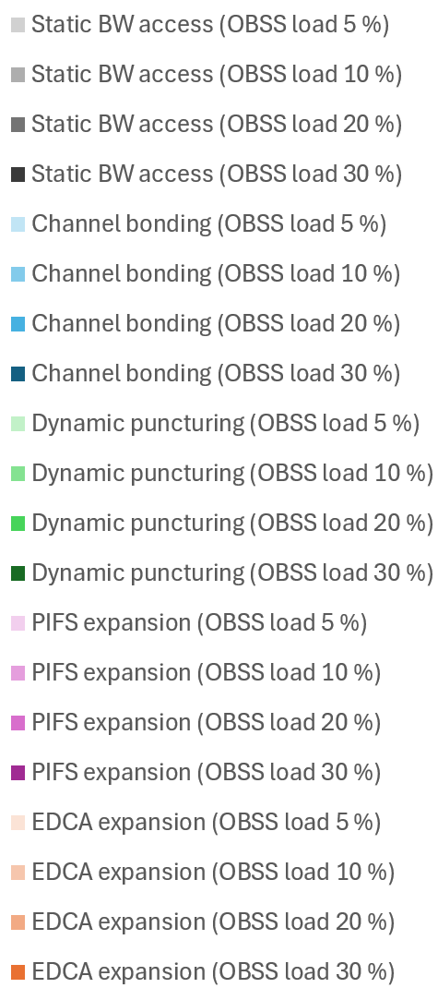 Static BW access (OBSS load 5 %)
Static BW access (OBSS load 10 %)
Static BW access (OBSS load 20 %)
Static BW access (OBSS load 30 %)
Channel bonding (OBSS load 5 %)
Channel bonding (OBSS load 10 %)
Channel bonding (OBSS load 20 %)
Channel bonding (OBSS load 30 %)
Dynamic puncturing (OBSS load 5 %)
Dynamic puncturing (OBSS load 10 %)
Dynamic puncturing (OBSS load 20 %)
Dynamic puncturing (OBSS load 30 %)
PIFS expansion (OBSS load 5 %)
PIFS expansion (OBSS load 10 %)
PIFS expansion (OBSS load 20 %)
PIFS expansion (OBSS load 30 %)
EDCA expansion (OBSS load 5 %)
EDCA expansion (OBSS load 10 %)
EDCA expansion (OBSS load 20 %)
EDCA expansion (OBSS load 30 %)